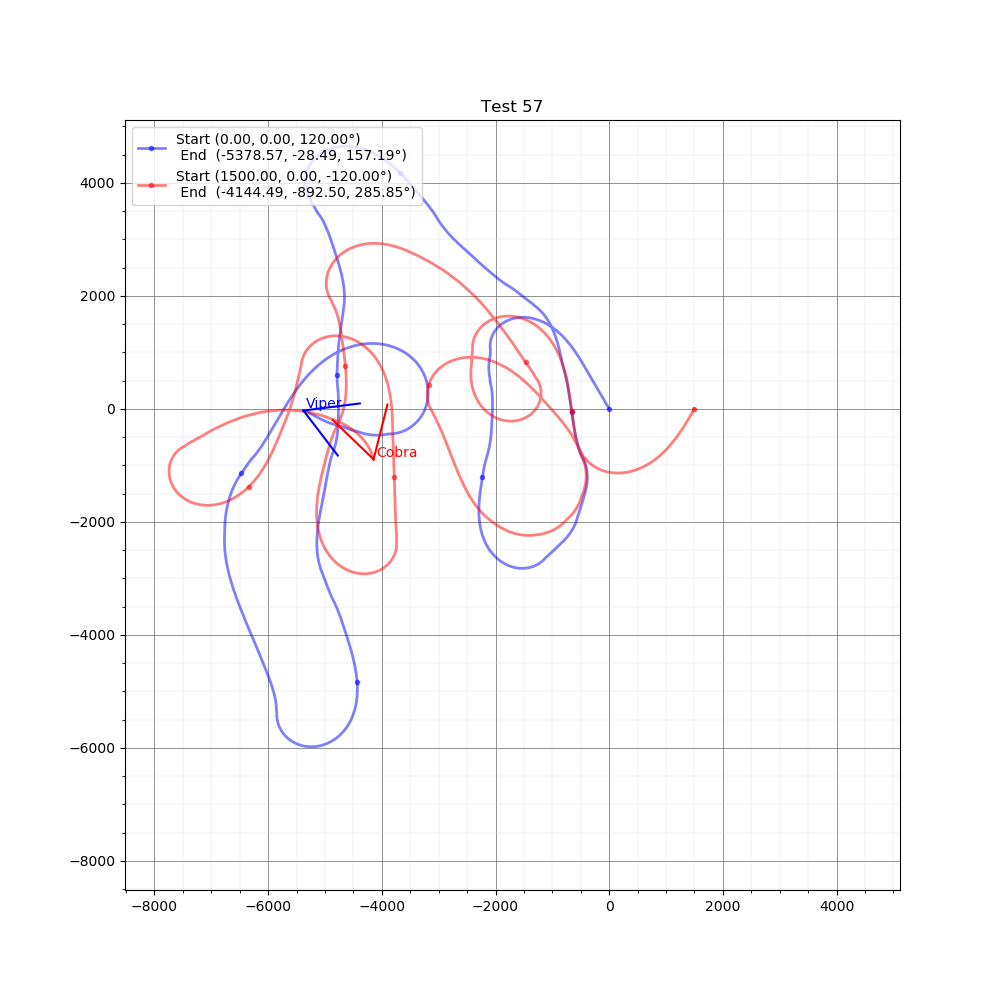 Test 57
Start (0.00, 0.00, 120.00°)
End  (-5378.57, -28.49, 157.19°)
Start (1500.00, 0.00, -120.00°)
End  (-4144.49, -892.50, 285.85°)
4000
2000
0
−2000
−4000
−6000
−8000
Viper
Cobra
−8000 −6000 −4000 −2000 0 2000 4000